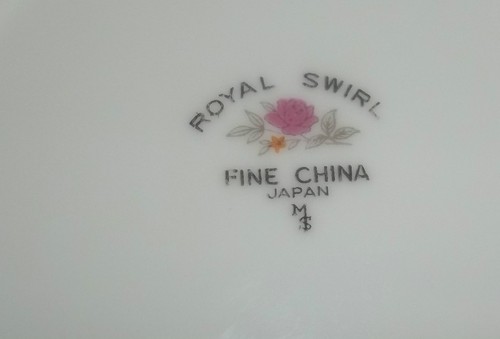 ROYAL SWIRL
FINE CHINA
JAPAN
M
S